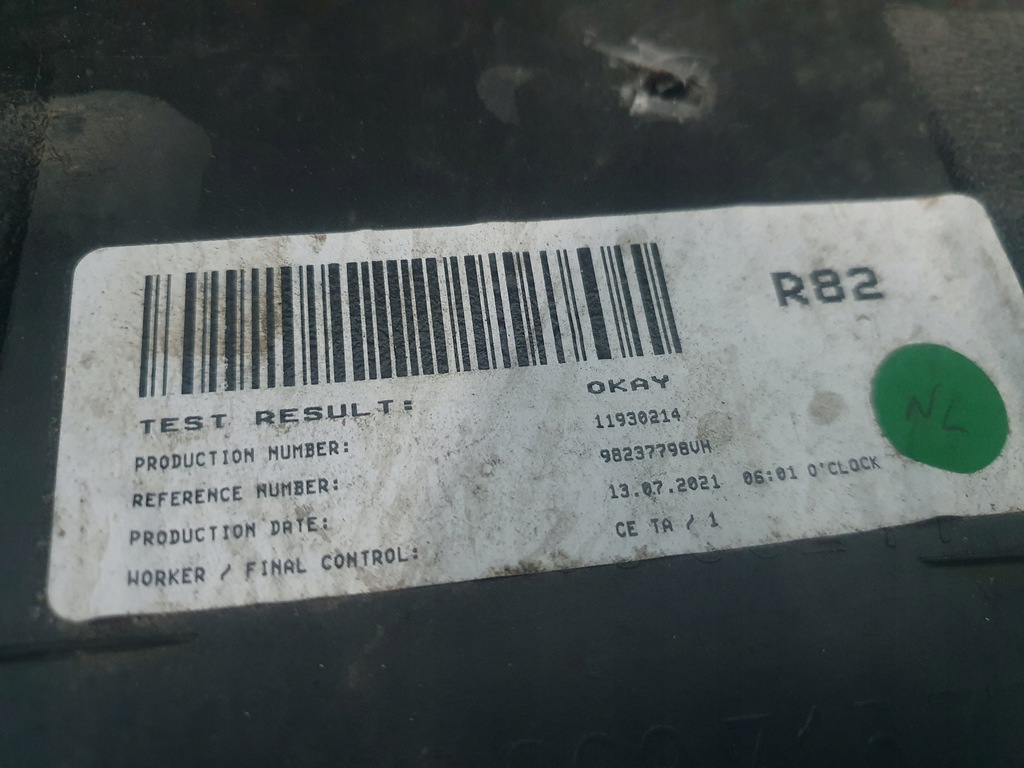 R82
TEST RESULT: OKAY
PRODUCTION NUMBER: 11930214
REFERENCE NUMBER: 98237798VH
PRODUCTION DATE: 13.07.2021 06:01 O'CLOCK
WORKER / FINAL CONTROL: CE TA / 1
NL